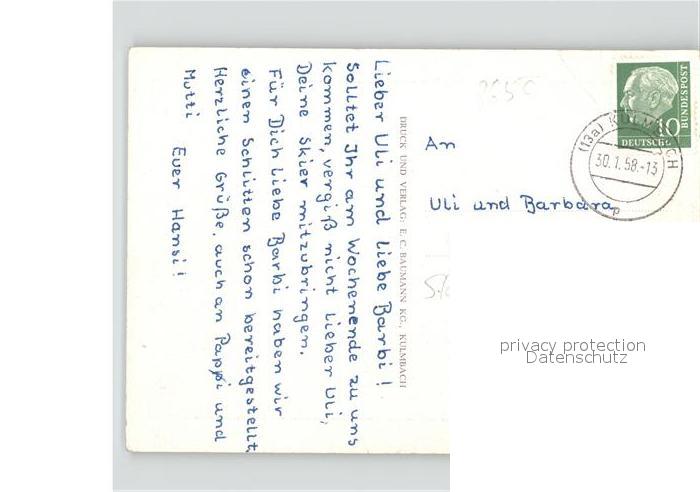 Lieber Uli und liebe Barbi!
Solltet Ihr am Wochenende zu uns
kommen, vergiß nicht lieber Uli,
Deine Skier mitzubringen.
Für Dich liebe Barbi haben wir
einen Schlitten schon bereitgestellt
Herzliche Grüße, auch an Pappi und
Mutti
Euer Hansi!
DRUCK UND VERLAG: E. C. BAUMANN KG., KULMBACH
An
Uli und Barbara
10
DEUTSCHE
BUNDESPOST
(13a) KULMBACH
30.1.58.-13
p
privacy protection
Datenschutz